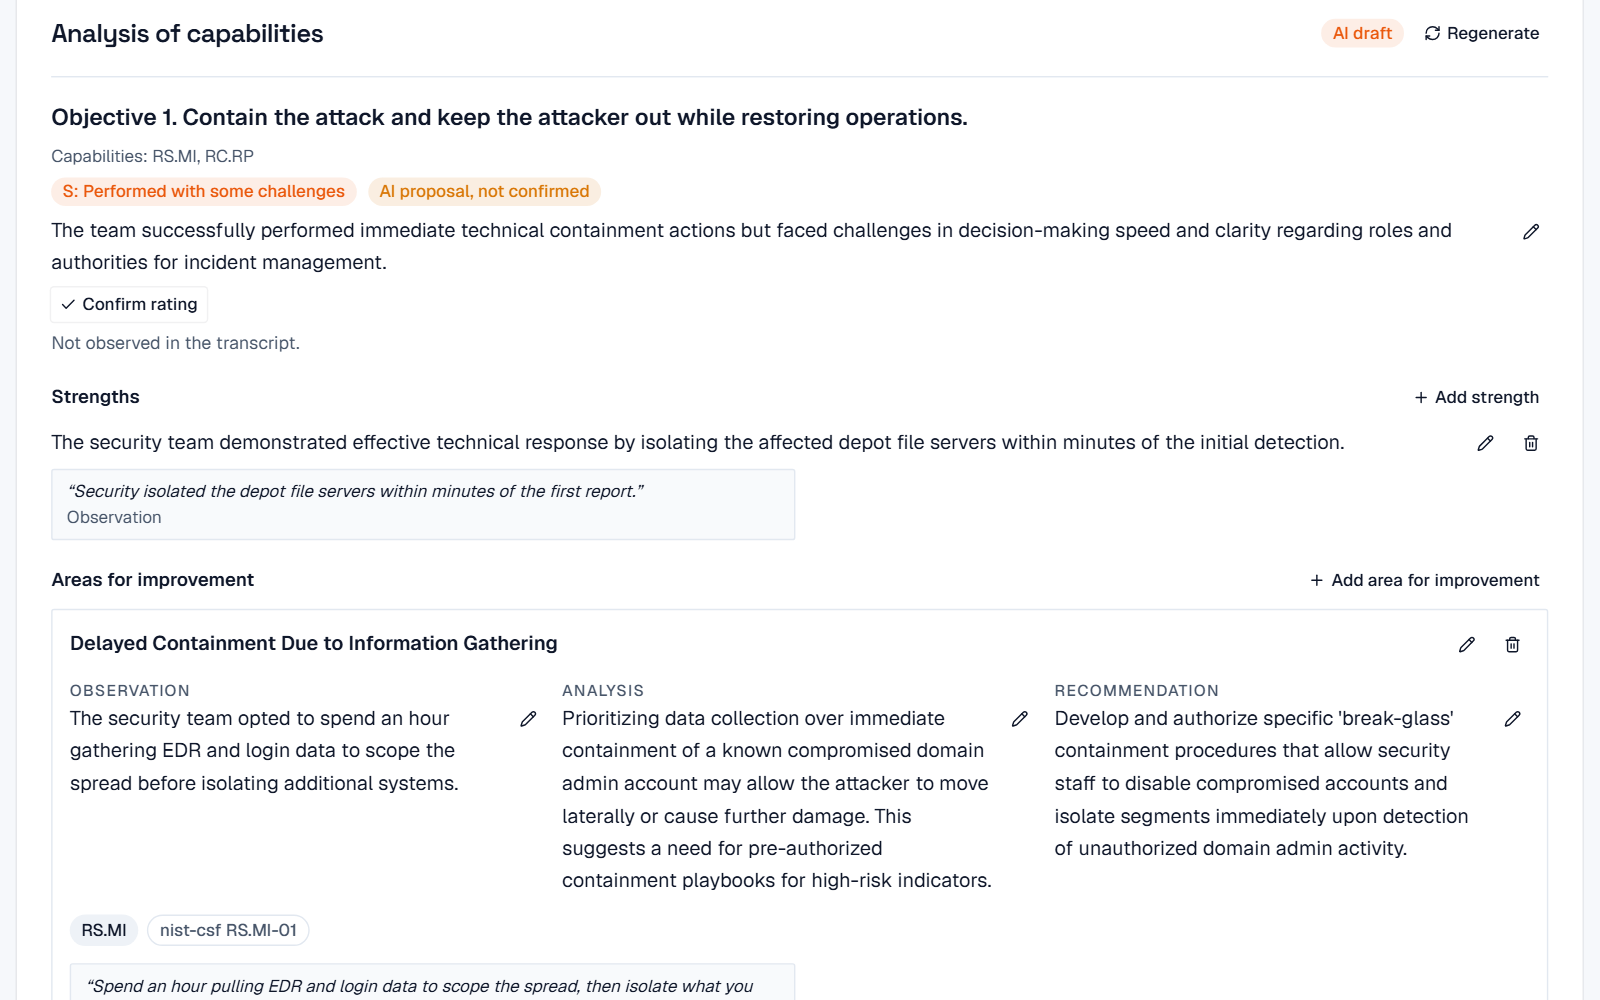 Analysis of capabilities
AI draft
Regenerate
Objective 1. Contain the attack and keep the attacker out while restoring operations.
Capabilities: RS.MI, RC.RP
S: Performed with some challenges
AI proposal, not confirmed
The team successfully performed immediate technical containment actions but faced challenges in decision-making speed and clarity regarding roles and
authorities for incident management.
Confirm rating
Not observed in the transcript.
Strengths
+ Add strength
The security team demonstrated effective technical response by isolating the affected depot file servers within minutes of the initial detection.
“Security isolated the depot file servers within minutes of the first report.”
Observation
Areas for improvement
+ Add area for improvement
Delayed Containment Due to Information Gathering
OBSERVATION
The security team opted to spend an hour
gathering EDR and login data to scope the
spread before isolating additional systems.
ANALYSIS
Prioritizing data collection over immediate
containment of a known compromised domain
admin account may allow the attacker to move
laterally or cause further damage. This
suggests a need for pre-authorized
containment playbooks for high-risk indicators.
RECOMMENDATION
Develop and authorize specific 'break-glass'
containment procedures that allow security
staff to disable compromised accounts and
isolate segments immediately upon detection
of unauthorized domain admin activity.
RS.MI
nist-csf RS.MI-01
“Spend an hour pulling EDR and login data to scope the spread, then isolate what you